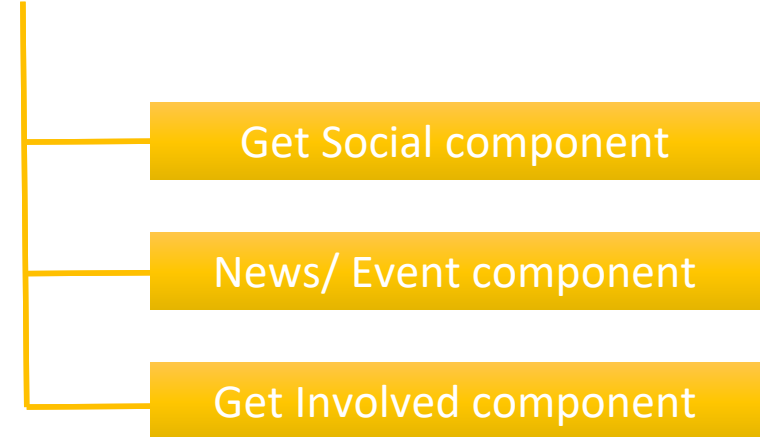 Get Social component
News/ Event component
Get Involved component